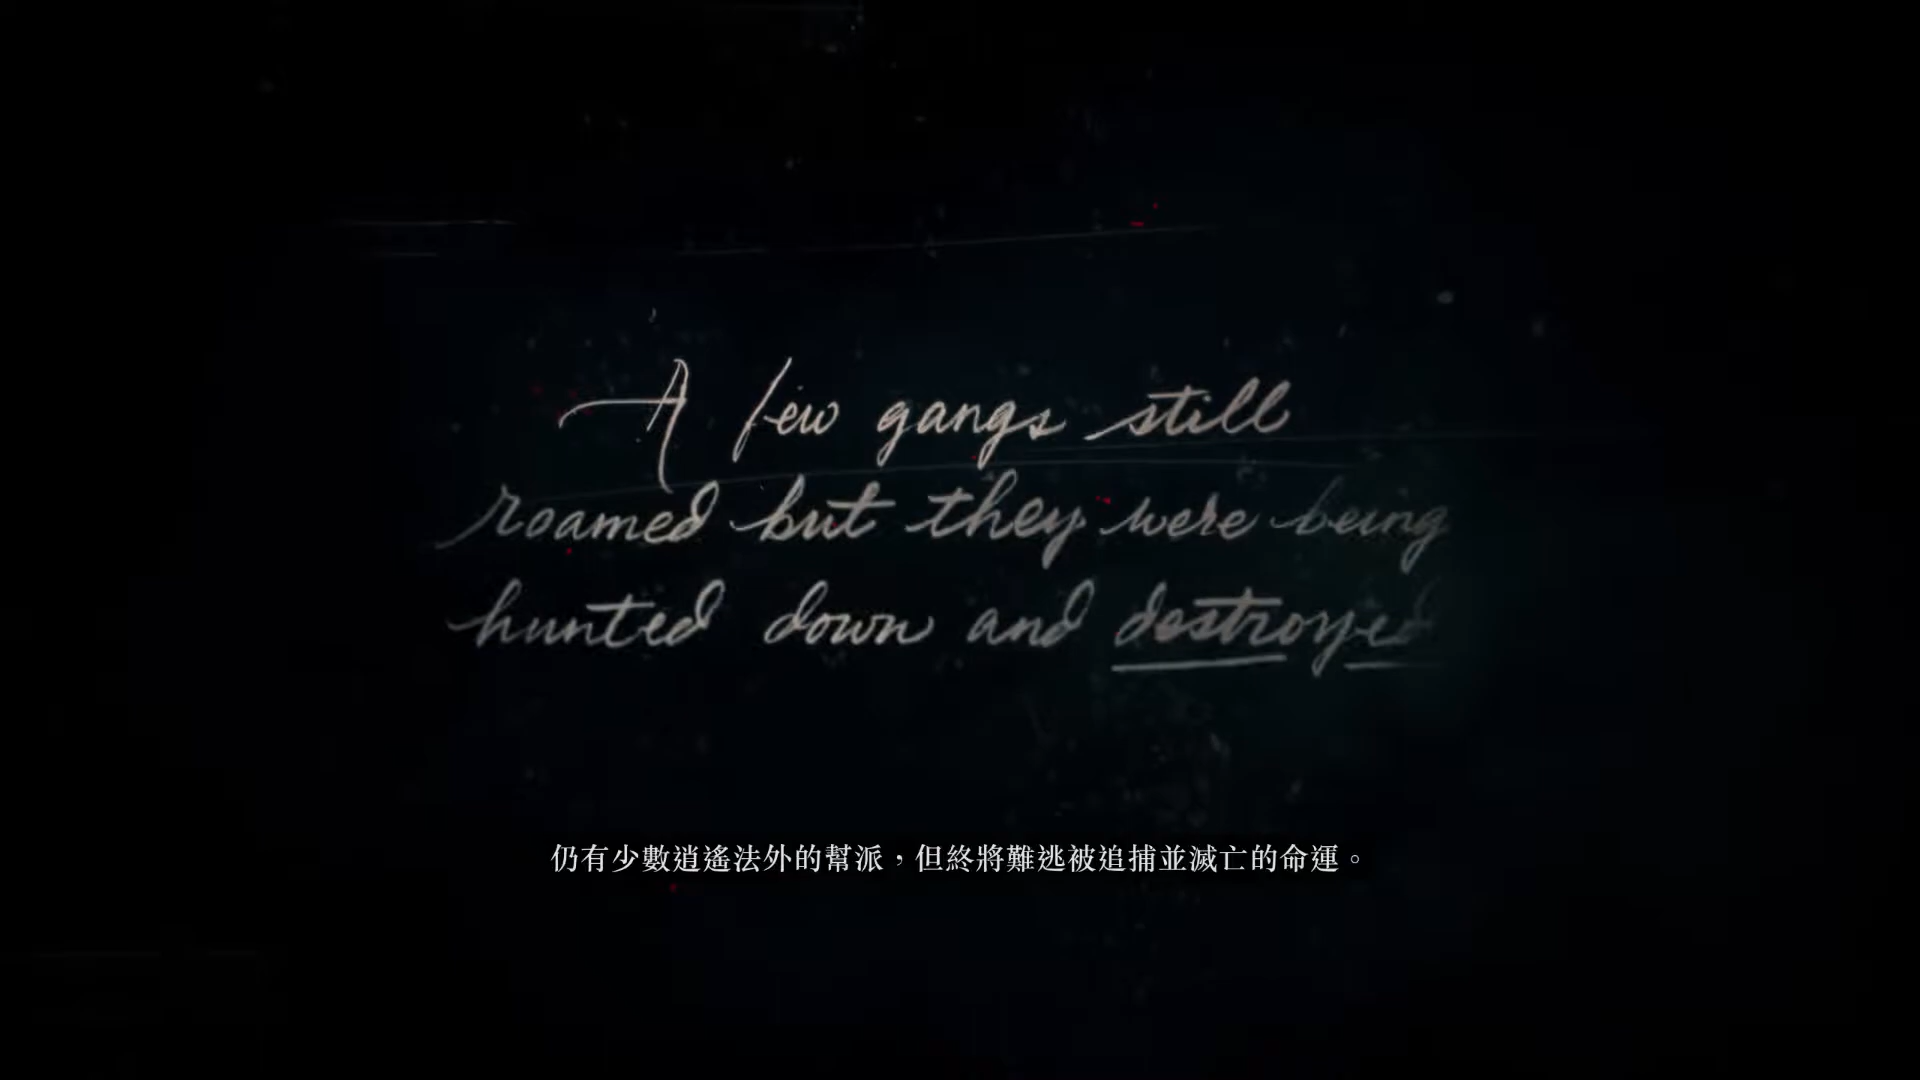 A few gangs still
roamed but they were being
hunted down and destroyed
仍有少數逍遙法外的幫派，但終將難逃被追捕並滅亡的命運。